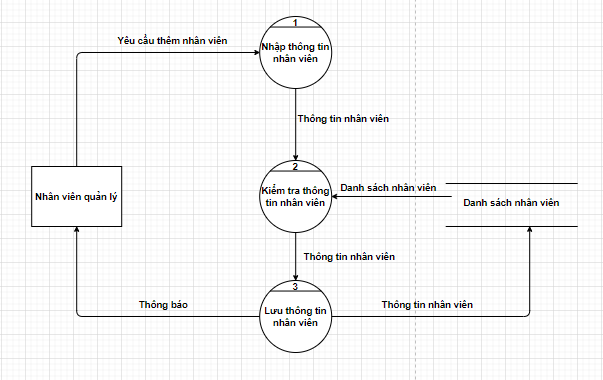 1
Yêu cầu thêm nhân viên
Nhập thông tin
nhân viên
Thông tin nhân viên
2
Kiểm tra thông
tin nhân viên
Danh sách nhân viên
Nhân viên quản lý
Danh sách nhân viên
Thông tin nhân viên
3
Thông báo
Lưu thông tin
nhân viên
Thông tin nhân viên